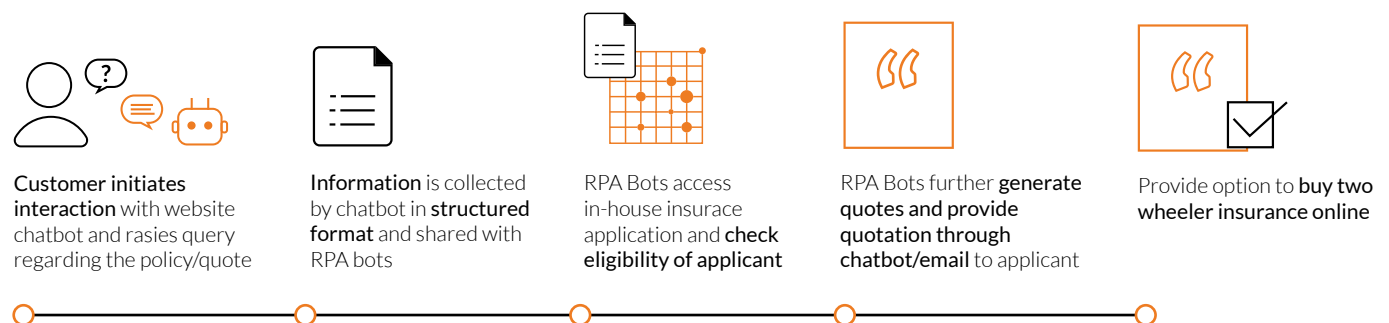 ?
Customer initiates
interaction with website
chatbot and rasies query
regarding the policy/quote
Information is collected
by chatbot in structured
format and shared with
RPA bots
RPA Bots access
in-house insurace
application and check
eligibility of applicant
RPA Bots further generate
quotes and provide
quotation through
chatbot/email to applicant
Provide option to buy two
wheeler insurance online